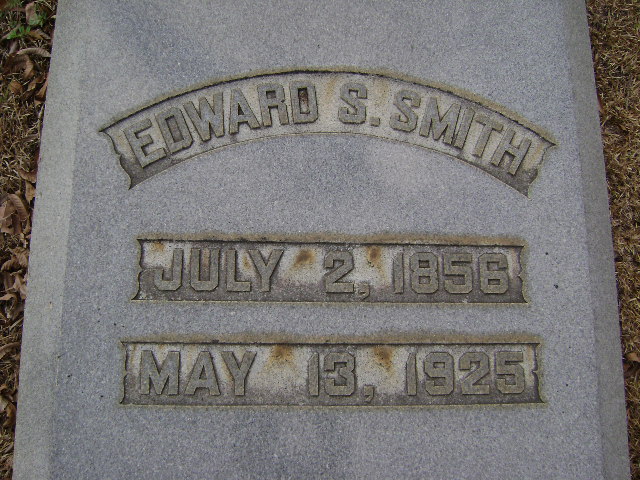 EDWARD S. SMITH
JULY 2, 1856
MAY 13, 1925